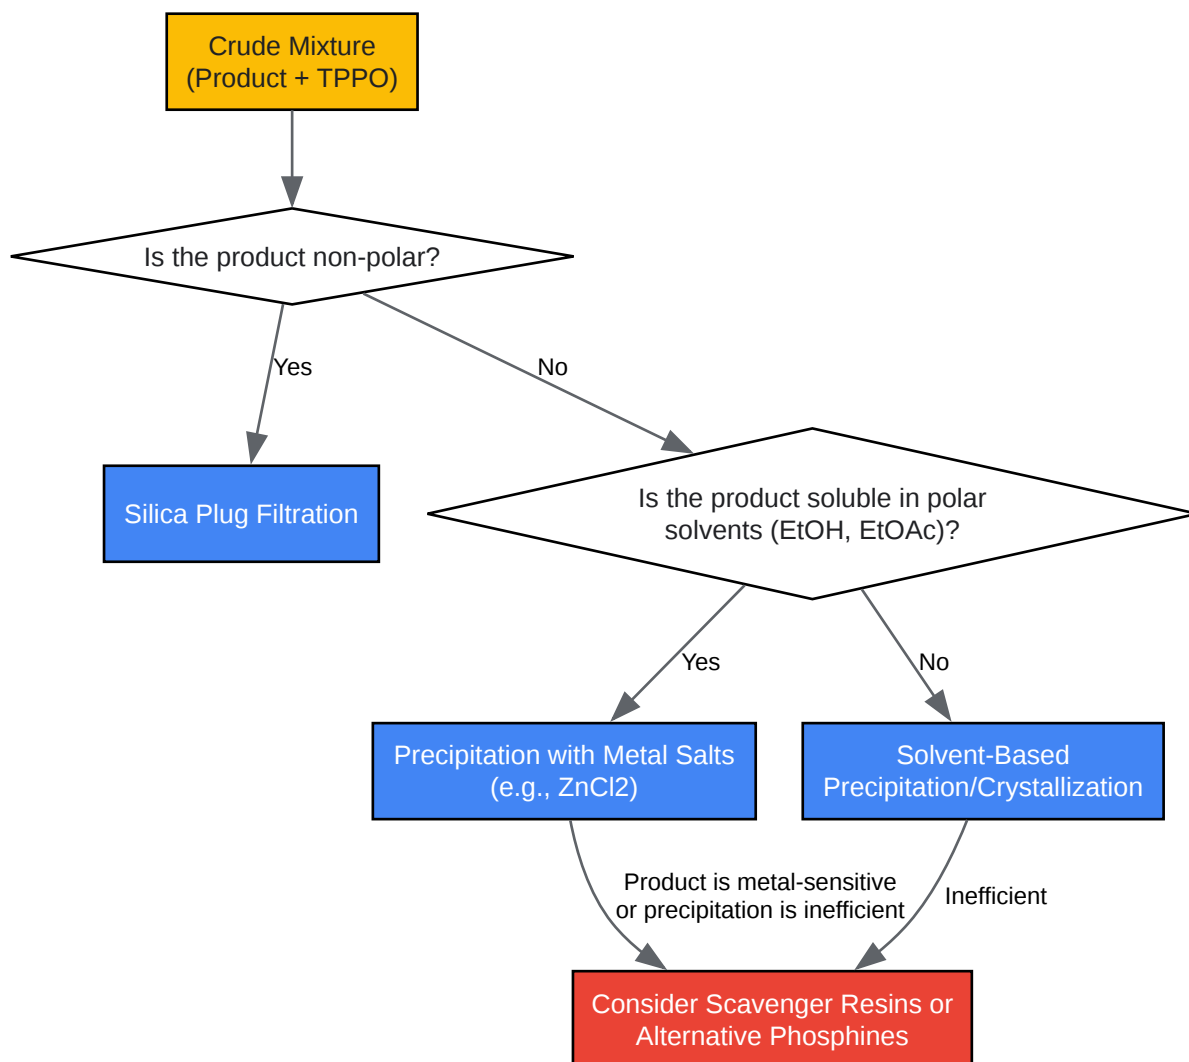 Crude Mixture
(Product + TPPO)
Is the product non-polar?
Yes
No
Silica Plug Filtration
Is the product soluble in polar
solvents (EtOH, EtOAc)?
Yes
No
Precipitation with Metal Salts
(e.g., ZnCl2)
Solvent-Based
Precipitation/Crystallization
Product is metal-sensitive
or precipitation is inefficient
Inefficient
Consider Scavenger Resins or
Alternative Phosphines